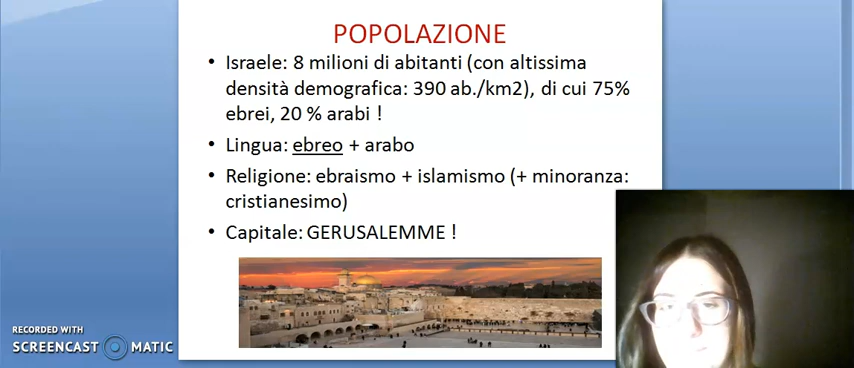 POPOLAZIONE
• Israele: 8 milioni di abitanti (con altissima
densità demografica: 390 ab./km2), di cui 75%
ebrei, 20 % arabi !
• Lingua: ebreo + arabo
• Religione: ebraismo + islamismo (+ minoranza:
cristianesimo)
• Capitale: GERUSALEMME !
RECORDED WITH
SCREENCAST MATIC